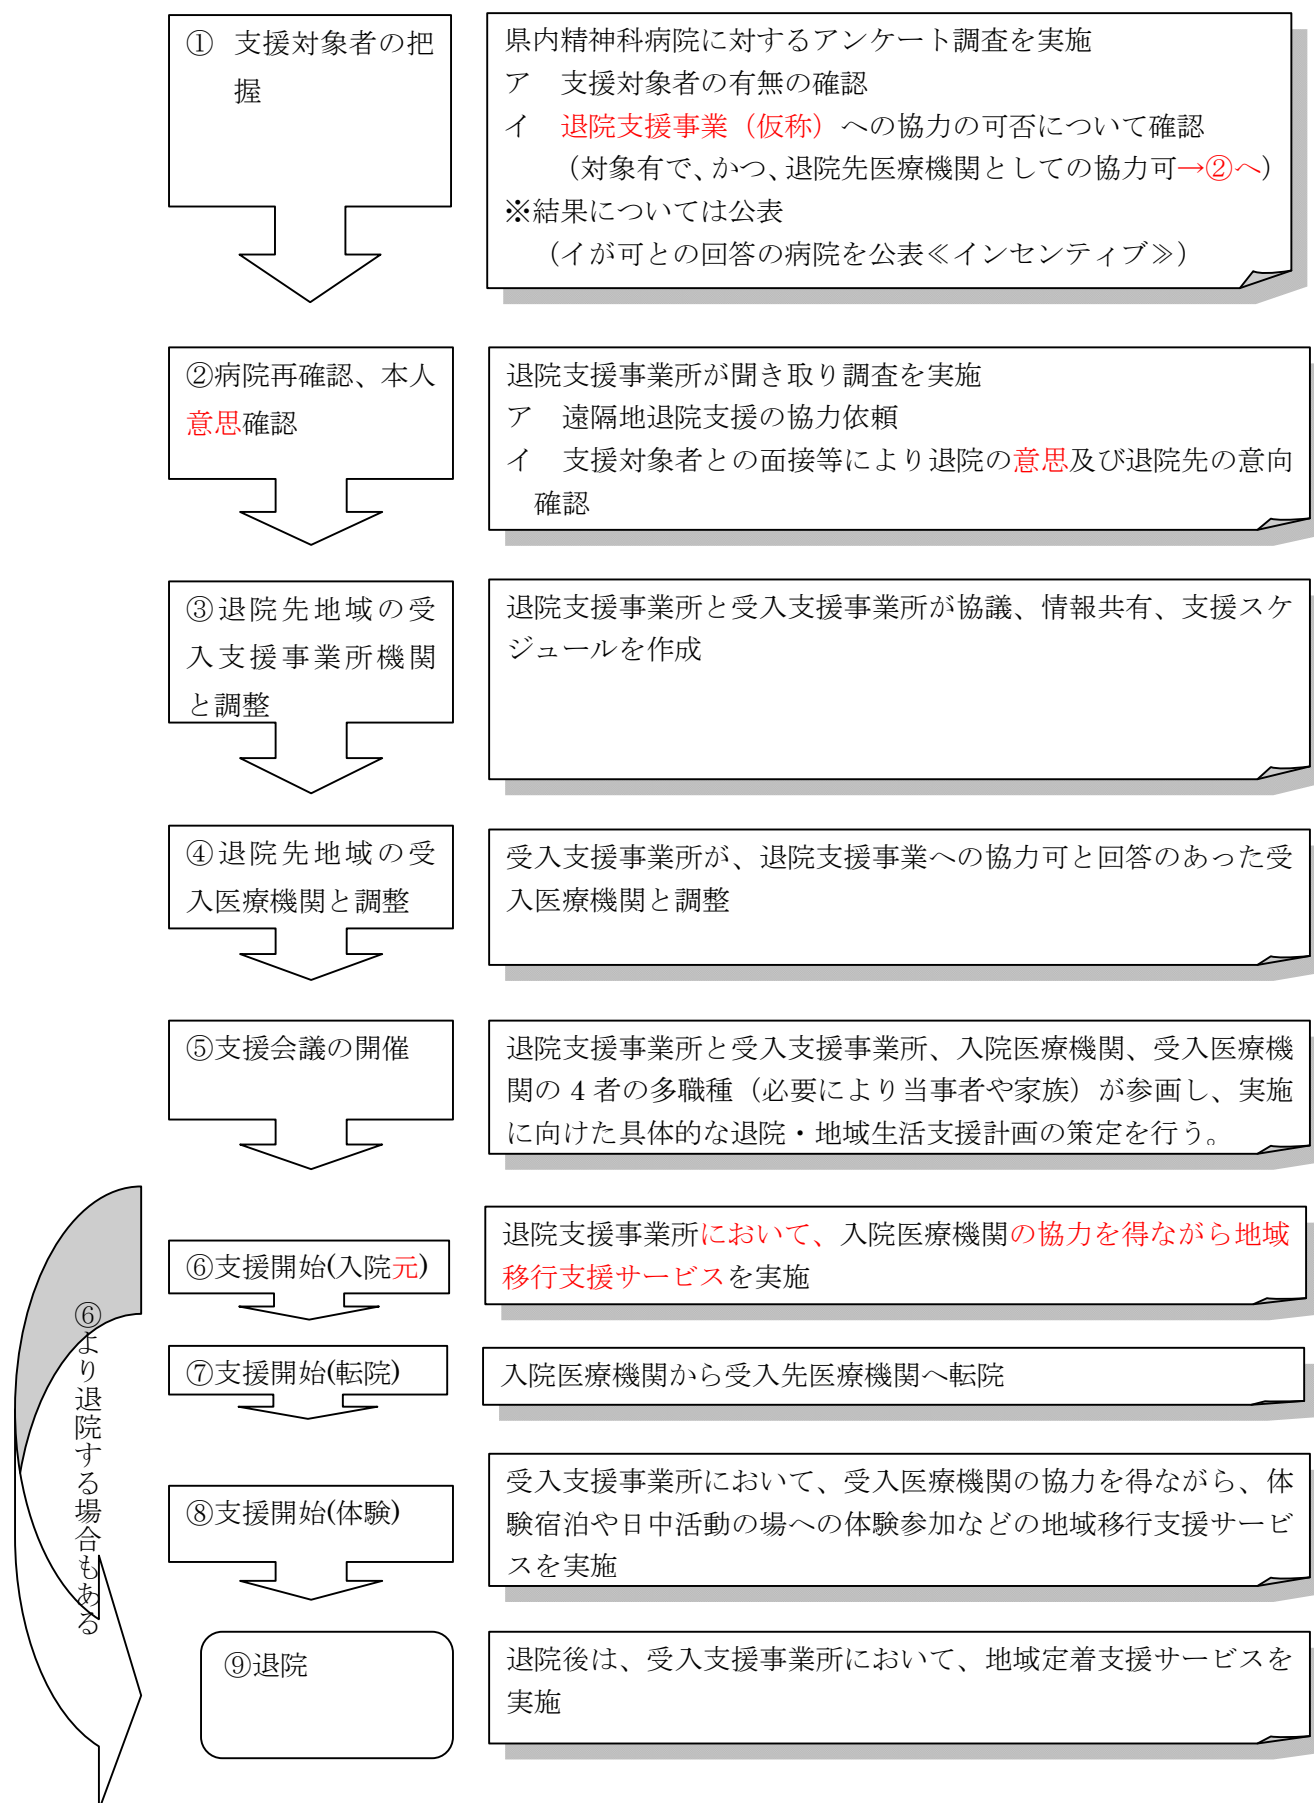 ① 支援対象者の把
握
県内精神科病院に対するアンケート調査を実施
ア 支援対象者の有無の確認
イ 退院支援事業（仮称）への協力の可否について確認
（対象有で、かつ、退院先医療機関としての協力可→②へ）
※結果については公表
（イが可との回答の病院を公表≪インセンティブ≫）
②病院再確認、本人
意思確認
退院支援事業所が聞き取り調査を実施
ア 遠隔地退院支援の協力依頼
イ 支援対象者との面接等により退院の意思及び退院先の意向
確認
③退院先地域の受
入支援事業所機関
と調整
退院支援事業所と受入支援事業所が協議、情報共有、支援スケ
ジュールを作成
④退院先地域の受
入医療機関と調整
受入支援事業所が、退院支援事業への協力可と回答のあった受
入医療機関と調整
⑤支援会議の開催
退院支援事業所と受入支援事業所、入院医療機関、受入医療機
関の 4 者の多職種（必要により当事者や家族）が参画し、実施
に向けた具体的な退院・地域生活支援計画の策定を行う。
⑥支援開始(入院元)
退院支援事業所において、入院医療機関の協力を得ながら地域
移行支援サービスを実施
⑥より退院する場合もある
⑦支援開始(転院)
入院医療機関から受入先医療機関へ転院
⑧支援開始(体験)
受入支援事業所において、受入医療機関の協力を得ながら、体
験宿泊や日中活動の場への体験参加などの地域移行支援サービ
スを実施
⑨退院
退院後は、受入支援事業所において、地域定着支援サービスを
実施